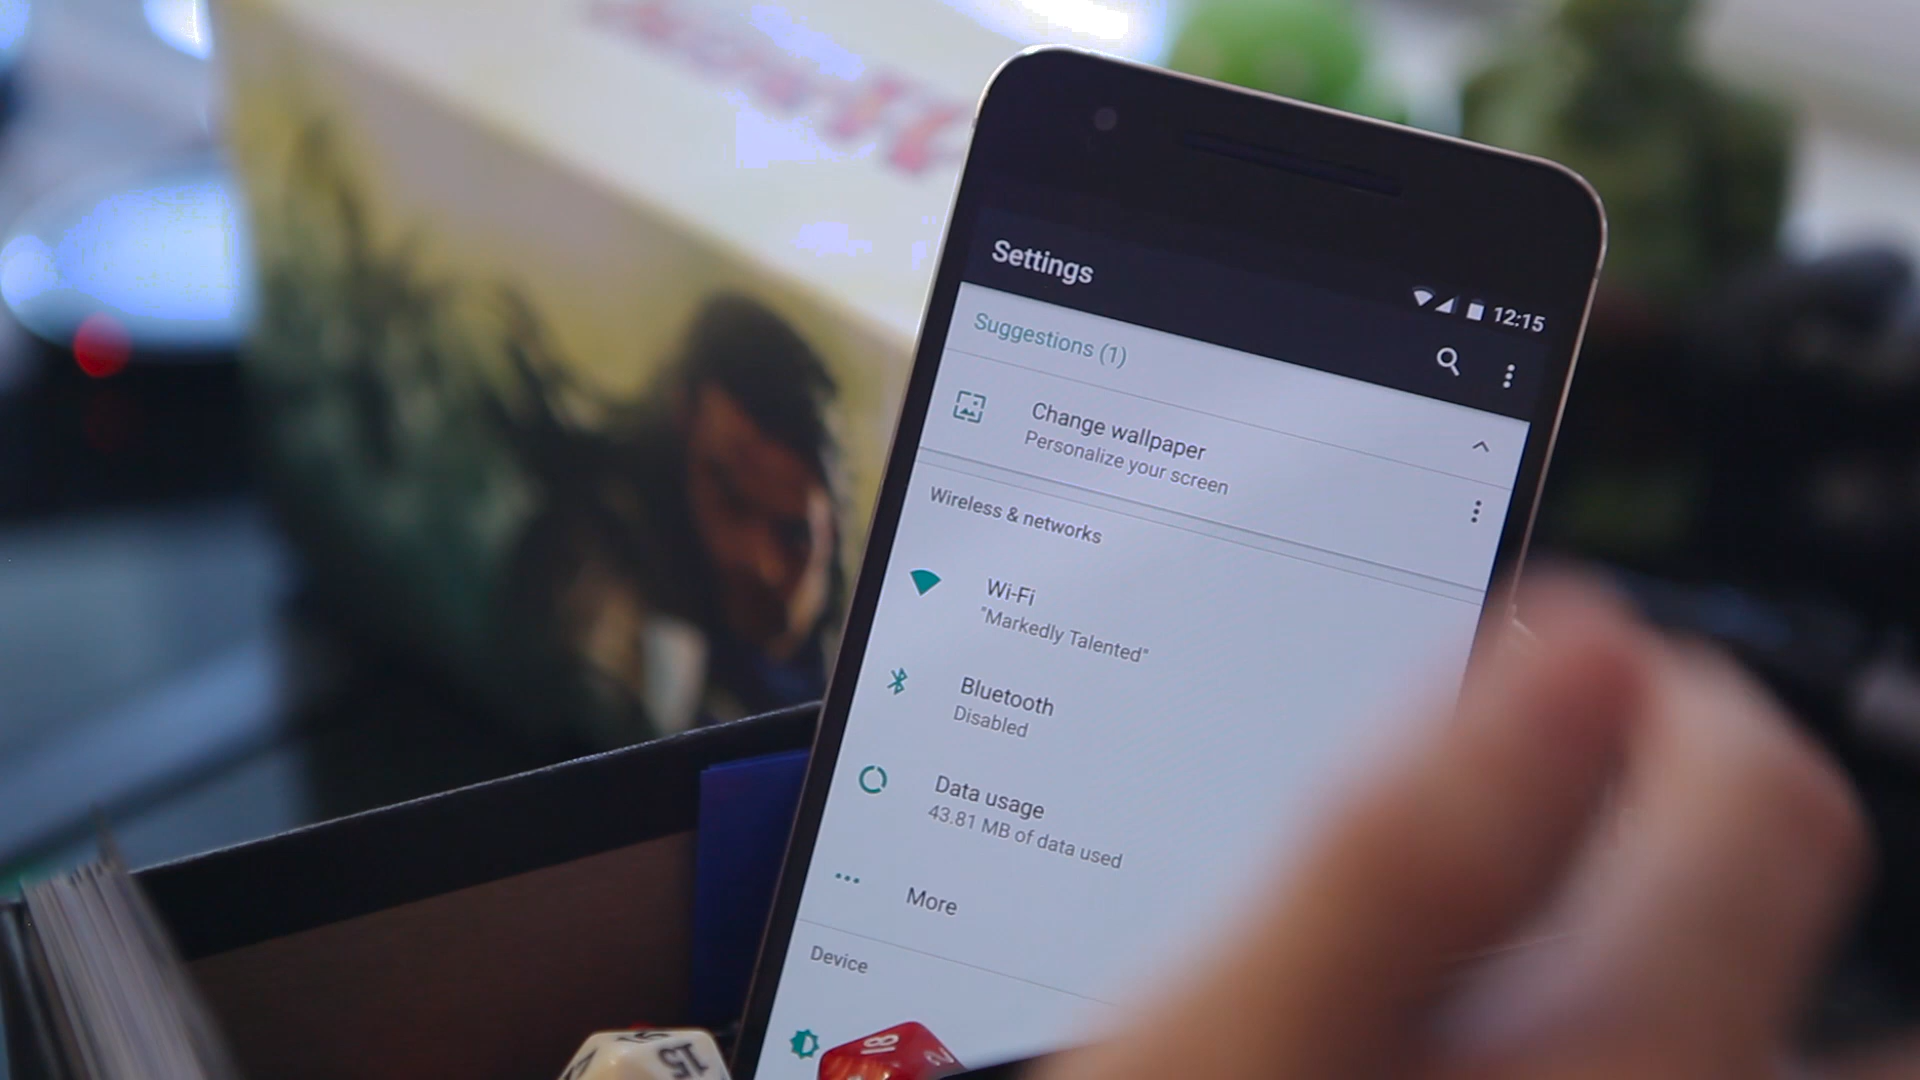 Settings
12:15
Suggestions (1)
Change wallpaper
Personalize your screen
Wireless & networks
Wi-Fi
"Markedly Talented"
Bluetooth
Disabled
Data usage
43.81 MB of data used
More
Device
15
18
2